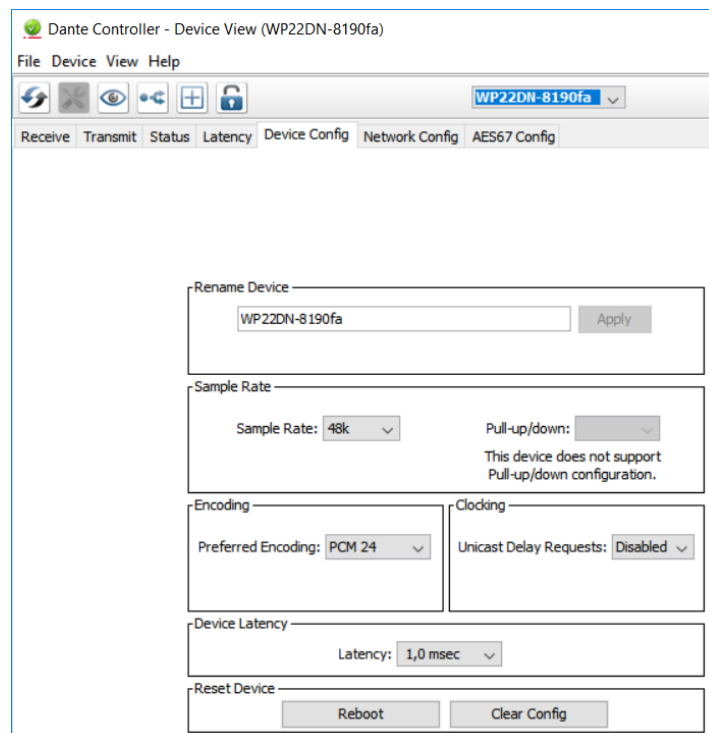 Dante Controller - Device View (WP22DN-8190fa)
File Device View Help
WP22DN-8190fa
Receive Transmit Status Latency Device Config Network Config AES67 Config
Rename Device
WP22DN-8190fa Apply
Sample Rate
Sample Rate: 48k Pull-up/down:
This device does not support
Pull-up/down configuration.
Encoding Clocking
Preferred Encoding: PCM 24 Unicast Delay Requests: Disabled
Device Latency
Latency: 1,0 msec
Reset Device
Reboot Clear Config